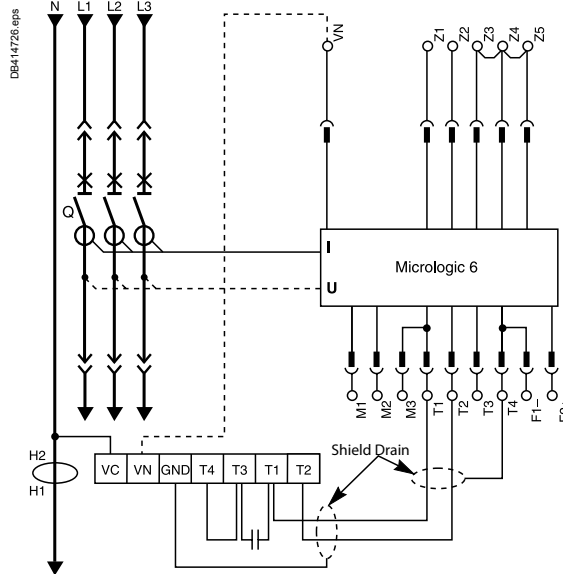 DB414726.eps
N L1 L2 L3
VN Z1 Z2 Z3 Z4 Z5
Q
I
Micrologic 6
U
M1 M2 M3 T1 T2 T3 T4 F1–
H2
H1
VC VN GND T4 T3 T1 T2
Shield Drain